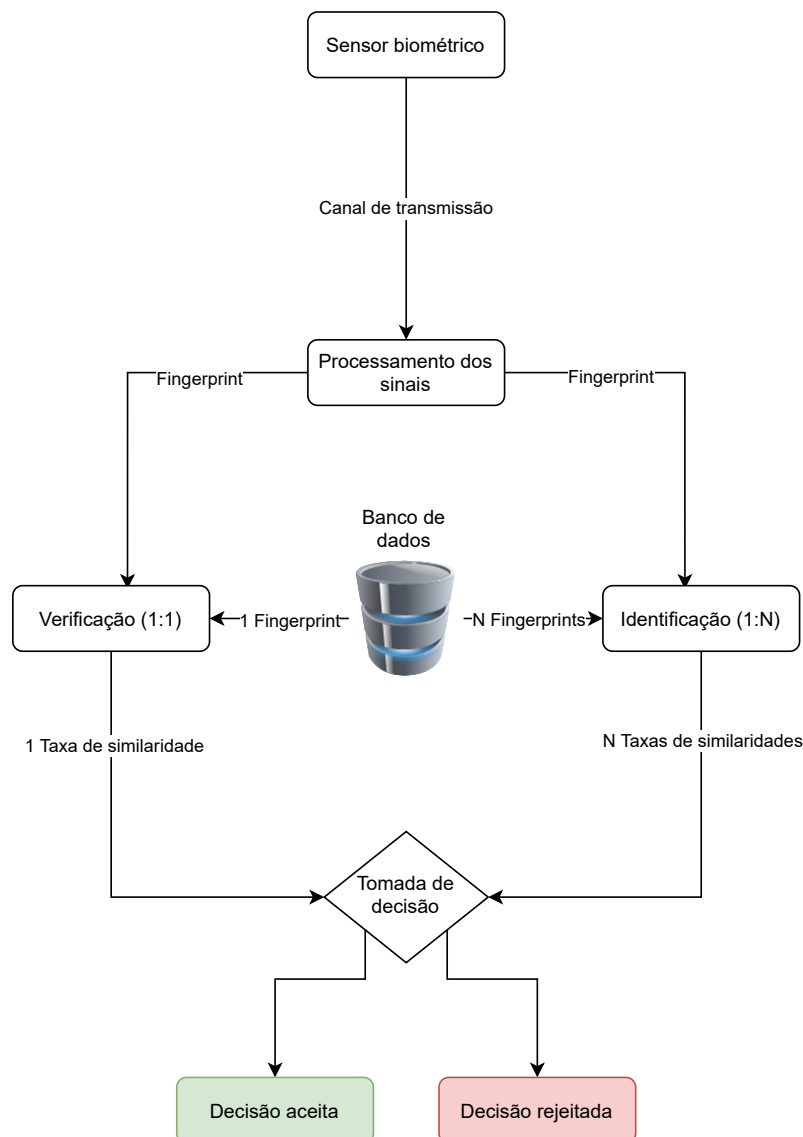 Sensor biométrico
Canal de transmissão
Processamento dos
sinais
Fingerprint
Fingerprint
Banco de
dados
Verificação (1:1)
1 Fingerprint
N Fingerprints
Identificação (1:N)
1 Taxa de similaridade
N Taxas de similaridades
Tomada de
decisão
Decisão aceita
Decisão rejeitada